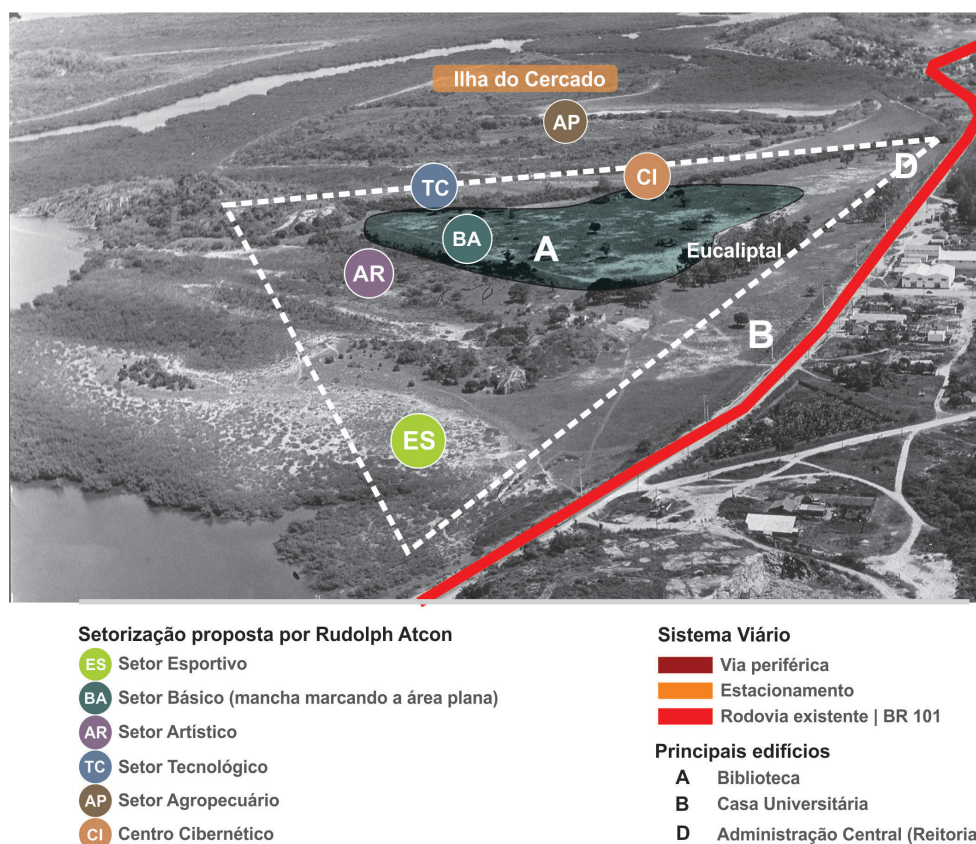 Ilha do Cercado
AP
CI
TC
D
BA
A
Eucaliptal
AR
B
ES
Setorização proposta por Rudolph Atcon
ES Setor Esportivo
BA Setor Básico (mancha marcando a área plana)
AR Setor Artístico
TC Setor Tecnológico
AP Setor Agropecuário
CI Centro Cibernético
Sistema Viário
Via periférica
Estacionamento
Rodovia existente | BR 101
Principais edifícios
A Biblioteca
B Casa Universitária
D Administração Central (Reitoria